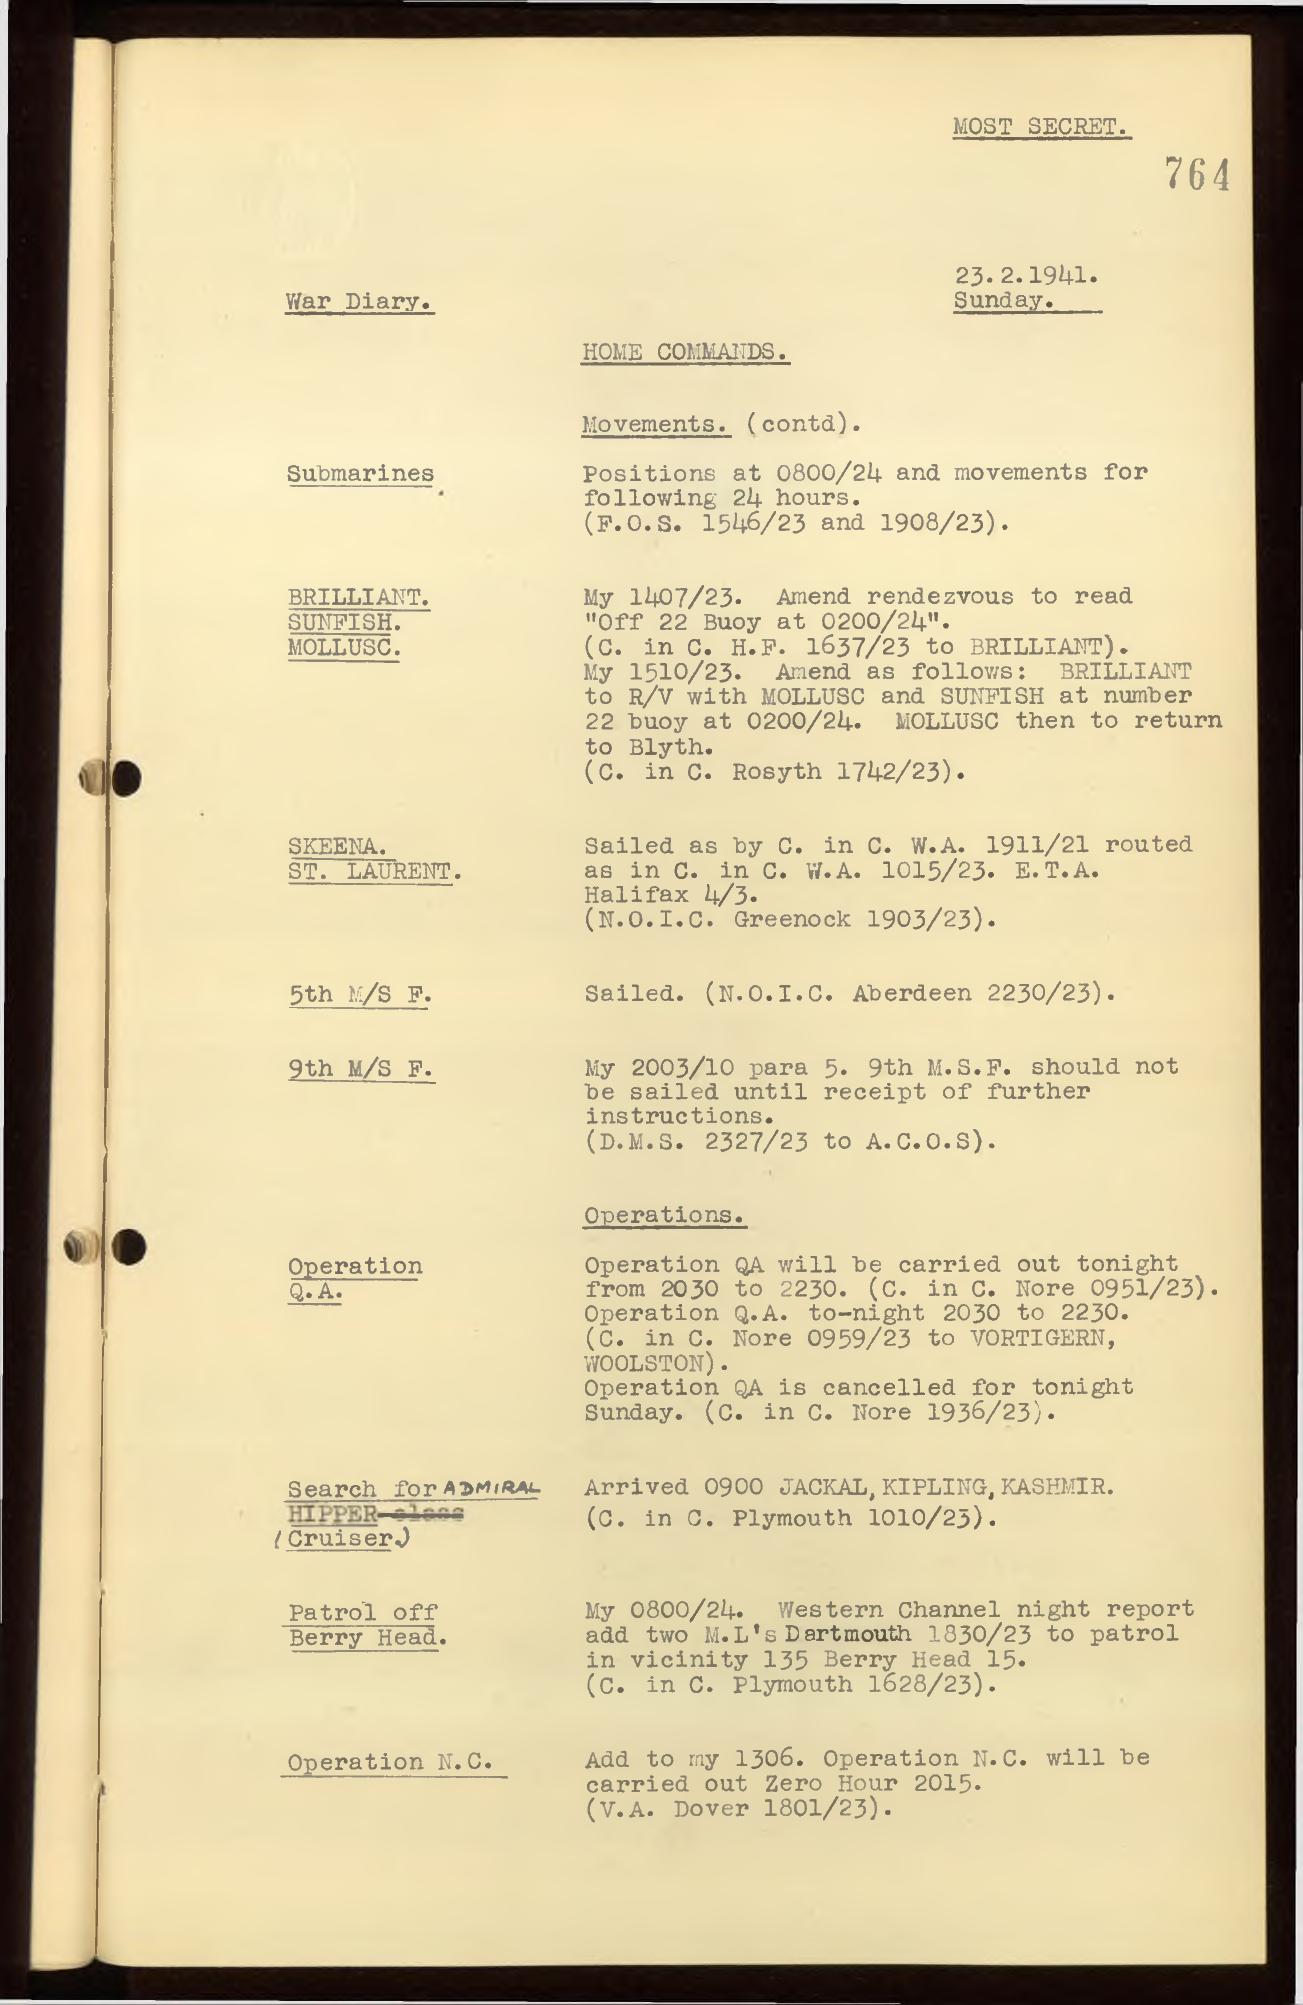 MOST SECRET.
764
23.2.1941.
War Diary.
Sunday.
HOME COMMANDS.
Movements. (contd).
Submarines
Positions at 0800/24 and movements for
following 24 hours.
(F.O.S. 1546/23 and 1908/23).
BRILLIANT.
SUNFISH.
MOLLUSC.
My 1407/23. Amend rendezvous to read
"Off 22 Buoy at 0200/24".
(C. in C. H.F. 1637/23 to BRILLIANT).
My 1510/23. Amend as follows: BRILLIANT
to R/V with MOLLUSC and SUNFISH at number
22 buoy at 0200/24. MOLLUSC then to return
to Blyth.
(C. in C. Rosyth 1742/23).
SKEENA.
ST. LAURENT.
Sailed as by C. in C. W.A. 1911/21 routed
as in C. in C. W.A. 1015/23. E.T.A.
Halifax 4/3.
(N.O.I.C. Greenock 1903/23).
5th M/S F.
Sailed. (N.O.I.C. Aberdeen 2230/23).
9th M/S F.
My 2003/10 para 5. 9th M.S.F. should not
be sailed until receipt of further
instructions.
(D.M.S. 2327/23 to A.C.O.S).
Operations.
Operation
Q.A.
Operation QA will be carried out tonight
from 2030 to 2230. (C. in C. Nore 0951/23).
Operation Q.A. to-night 2030 to 2230.
(C. in C. Nore 0959/23 to VORTIGERN,
WOOLSTON).
Operation QA is cancelled for tonight
Sunday. (C. in C. Nore 1936/23).
Search for ADMIRAL
HIPPER class
(Cruiser.)
Arrived 0900 JACKAL, KIPLING, KASHMIR.
(C. in C. Plymouth 1010/23).
Patrol off
Berry Head.
My 0800/24. Western Channel night report
add two M.L's Dartmouth 1830/23 to patrol
in vicinity 135 Berry Head 15.
(C. in C. Plymouth 1628/23).
Operation N.C.
Add to my 1306. Operation N.C. will be
carried out Zero Hour 2015.
(V.A. Dover 1801/23).